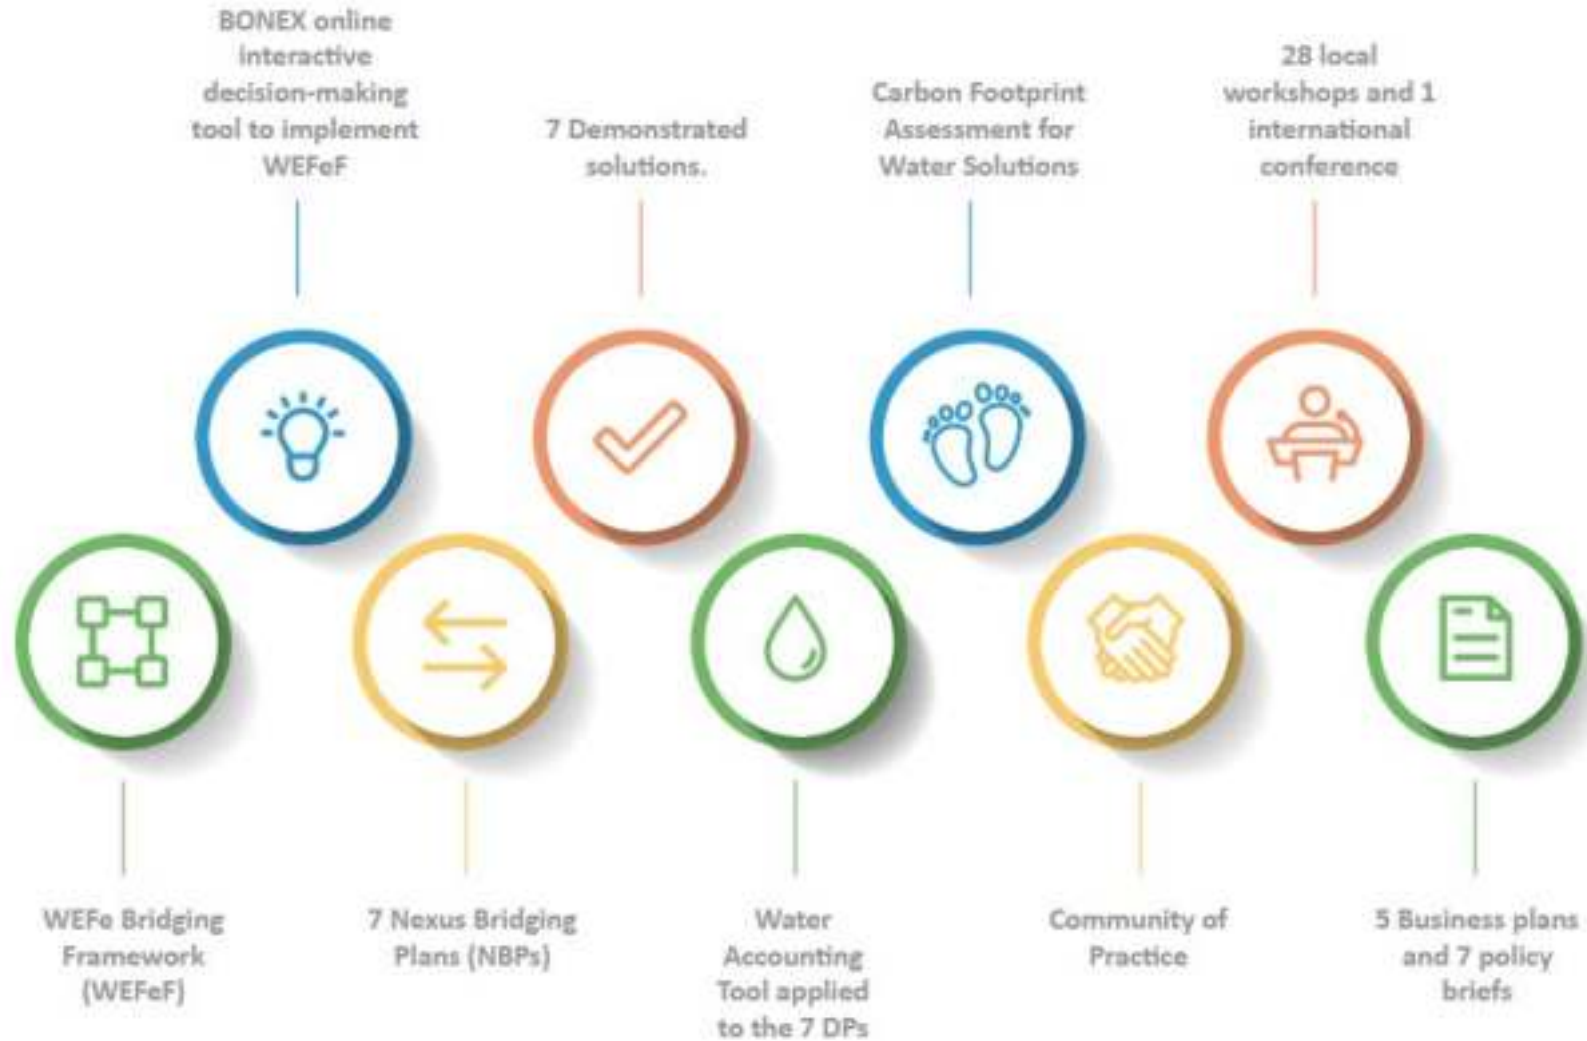 BONEX online
interactive
decision-making
tool to implement
WEFeF
7 Demonstrated
solutions.
Carbon Footprint
Assessment for
Water Solutions
28 local
workshops and 1
international
conference
WEFe Bridging
Framework
(WEFeF)
7 Nexus Bridging
Plans (NBPs)
Water
Accounting
Tool applied
to the 7 DPs
Community of
Practice
5 Business plans
and 7 policy
briefs